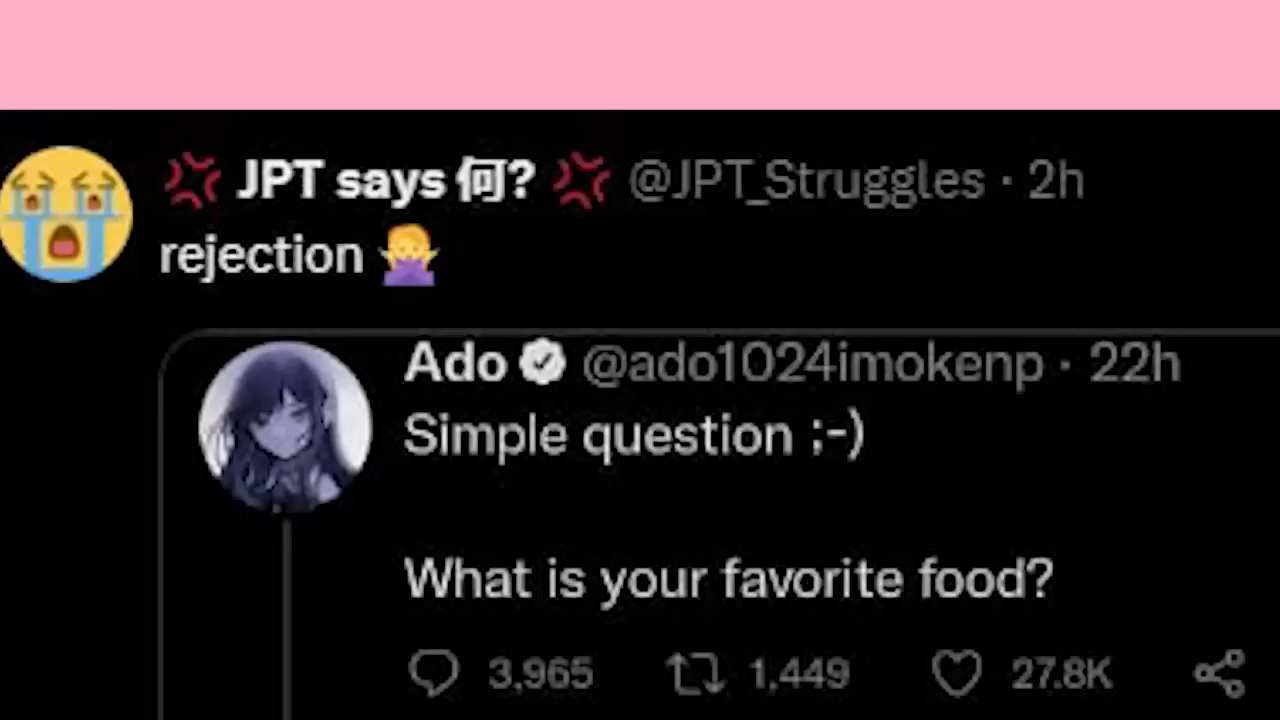 💢 JPT says 何? 💢 @JPT_Struggles · 2h
rejection 🙅
Ado @ado1024imokenp · 22h
Simple question ;-)
What is your favorite food?
3,965 1,449 27.8K